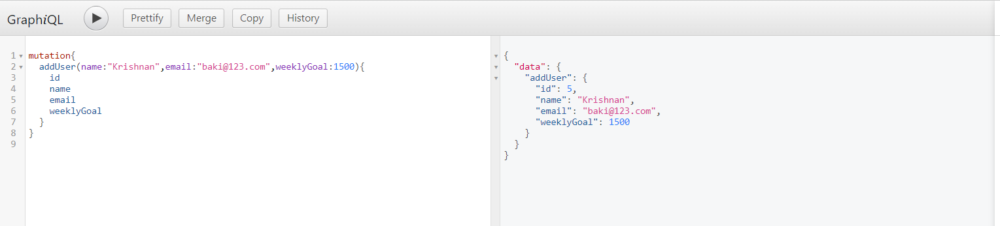 GraphiQL Prettify Merge Copy History
1 mutation{
2 addUser(name:"Krishnan",email:"baki@123.com",weeklyGoal:1500){
3 id
4 name
5 email
6 weeklyGoal
7 }
8 }
9
{
"data": {
"addUser": {
"id": 5,
"name": "Krishnan",
"email": "baki@123.com",
"weeklyGoal": 1500
}
}
}